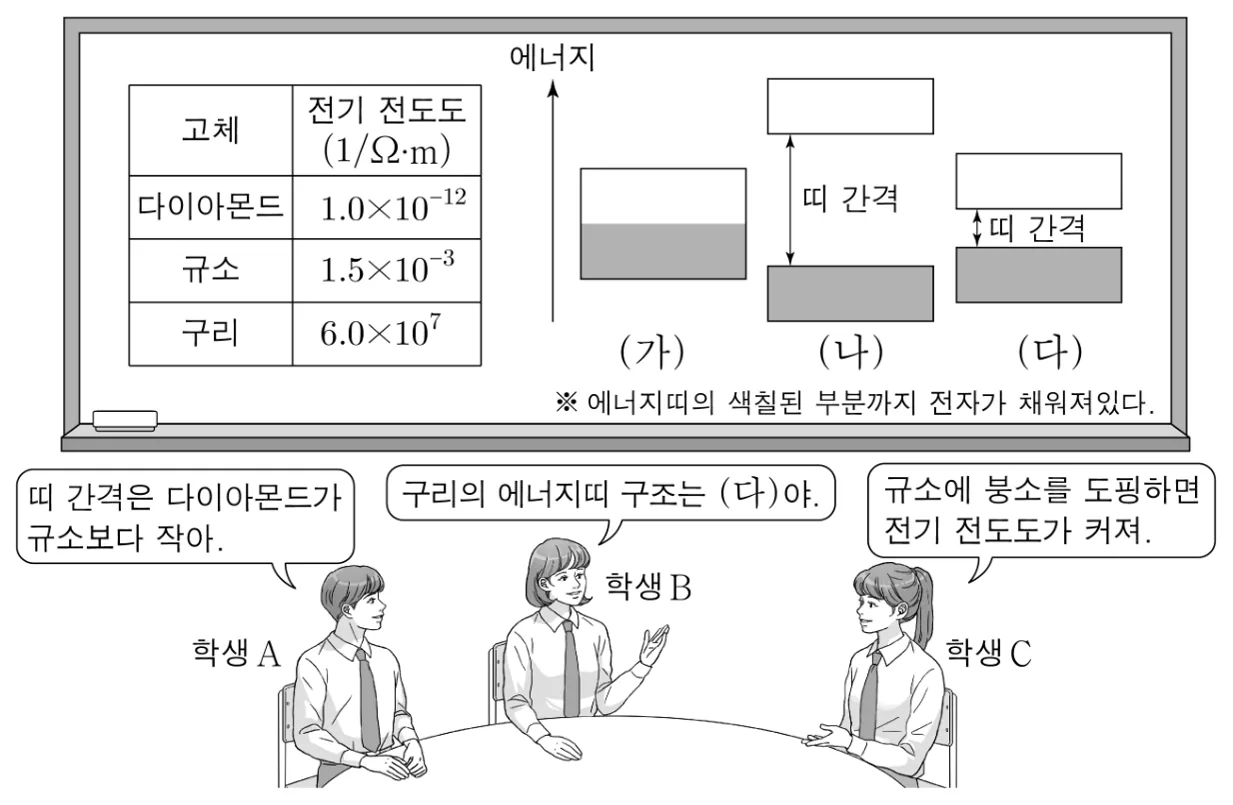 고체
전기 전도도
(1/Ω·m)
다이아몬드
1.0×10⁻¹²
규소
1.5×10⁻³
구리
6.0×10⁷
에너지
띠 간격
띠 간격
(가)
(나)
(다)
※ 에너지띠의 색칠된 부분까지 전자가 채워져있다.
띠 간격은 다이아몬드가
규소보다 작아.
구리의 에너지띠 구조는 (다)야.
규소에 붕소를 도핑하면
전기 전도도가 커져.
학생 A
학생 B
학생 C